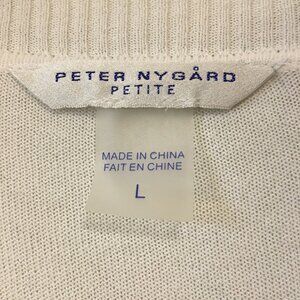 PETER NYGÅRD
PETITE
MADE IN CHINA
FAIT EN CHINE
L